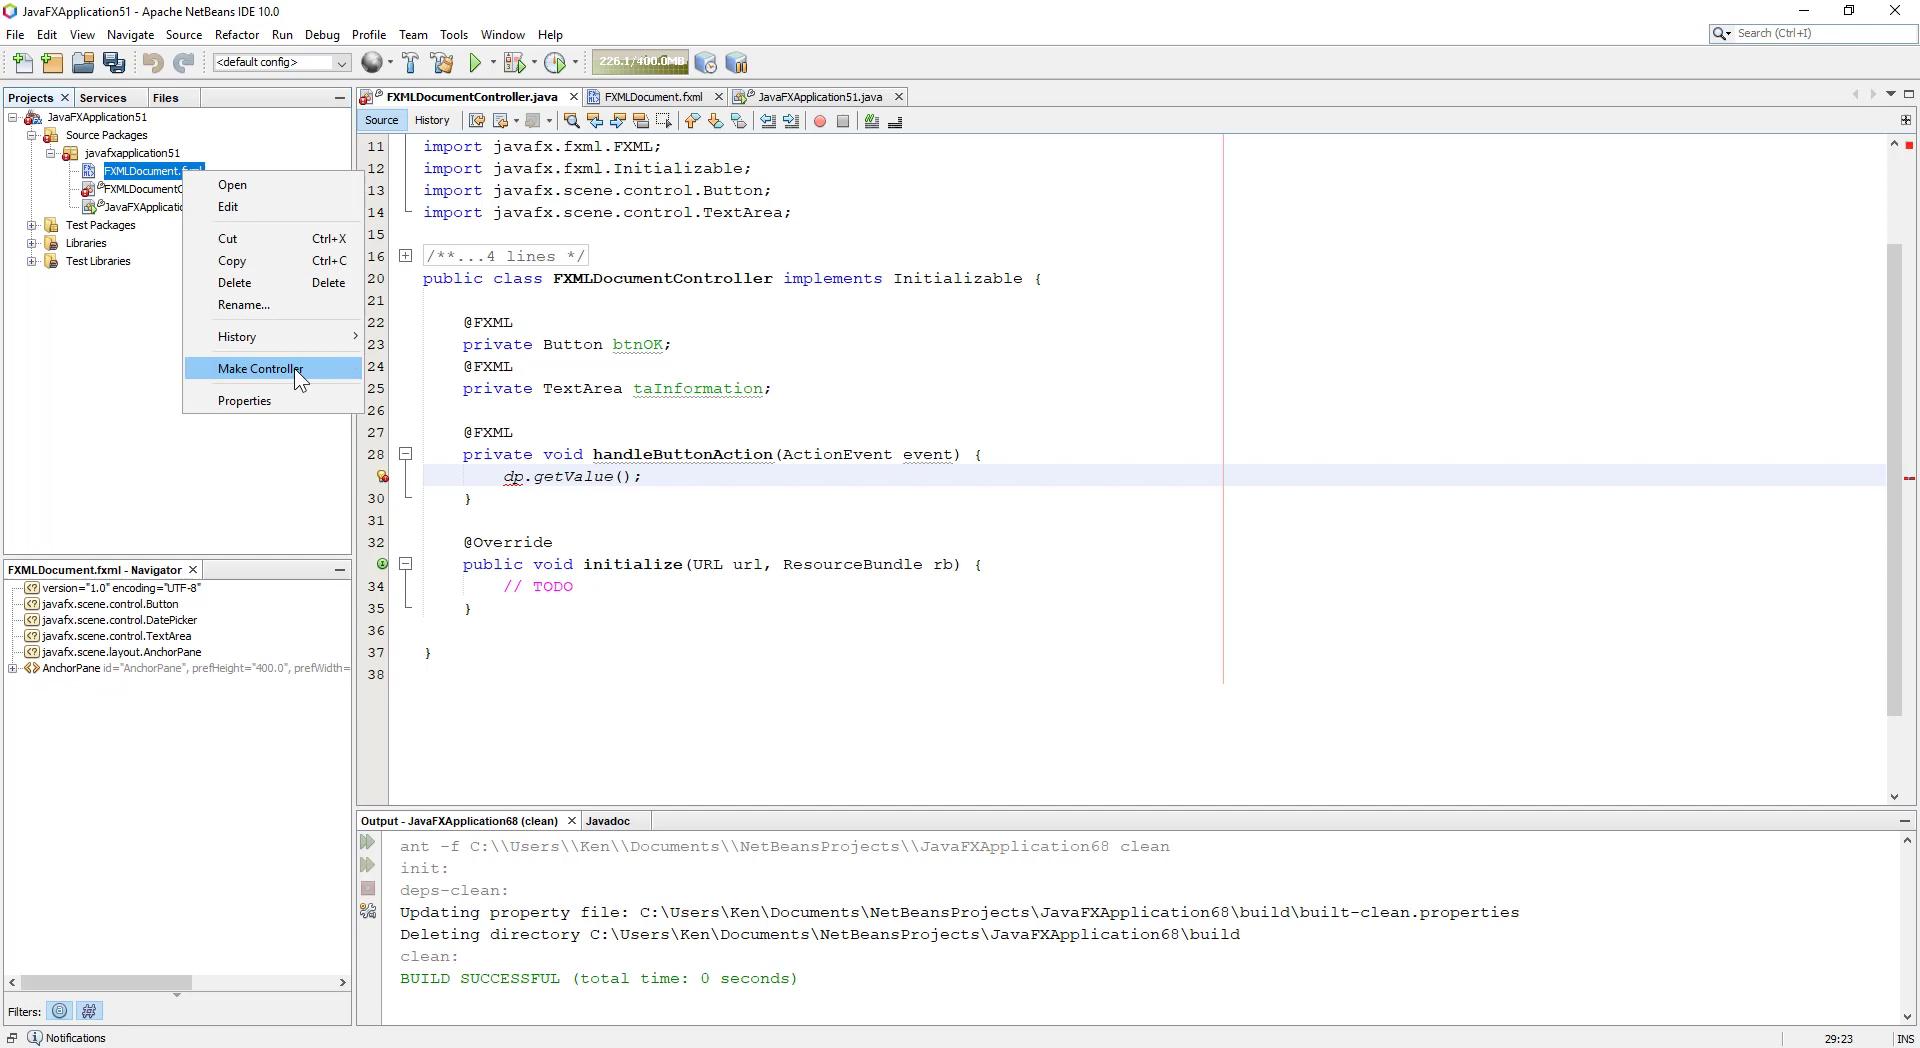 JavaFXApplication51 - Apache NetBeans IDE 10.0
File Edit View Navigate Source Refactor Run Debug Profile Team Tools Window Help
Search (Ctrl+I)
<default config>
226.1/400.0MB
Projects Services Files
FXMLDocumentController.java FXMLDocument.fxml JavaFXApplication51.java
Source History
JavaFXApplication51
Source Packages
javafxapplication51
FXMLDocument.fxml
FXMLDocumentC
JavaFXApplicatio
Test Packages
Libraries
Test Libraries
Open
Edit
Cut Ctrl+X
Copy Ctrl+C
Delete Delete
Rename...
History
Make Controller
Properties
11 import javafx.fxml.FXML;
12 import javafx.fxml.Initializable;
13 import javafx.scene.control.Button;
14 import javafx.scene.control.TextArea;
15
16 /**...4 lines */
20 public class FXMLDocumentController implements Initializable {
21
22 @FXML
23 private Button btnOK;
24 @FXML
25 private TextArea taInformation;
26
27 @FXML
28 private void handleButtonAction(ActionEvent event) {
dp.getValue();
30 }
31
32 @Override
public void initialize(URL url, ResourceBundle rb) {
34 // TODO
35 }
36
37 }
38
FXMLDocument.fxml - Navigator
version="1.0" encoding="UTF-8"
javafx.scene.control.Button
javafx.scene.control.DatePicker
javafx.scene.control.TextArea
javafx.scene.layout.AnchorPane
AnchorPane id="AnchorPane", prefHeight="400.0", prefWidth=
Filters:
Output - JavaFXApplication68 (clean) Javadoc
ant -f C:\\Users\\Ken\\Documents\\NetBeansProjects\\JavaFXApplication68 clean
init:
deps-clean:
Updating property file: C:\Users\Ken\Documents\NetBeansProjects\JavaFXApplication68\build\built-clean.properties
Deleting directory C:\Users\Ken\Documents\NetBeansProjects\JavaFXApplication68\build
clean:
BUILD SUCCESSFUL (total time: 0 seconds)
Notifications
29:23 INS